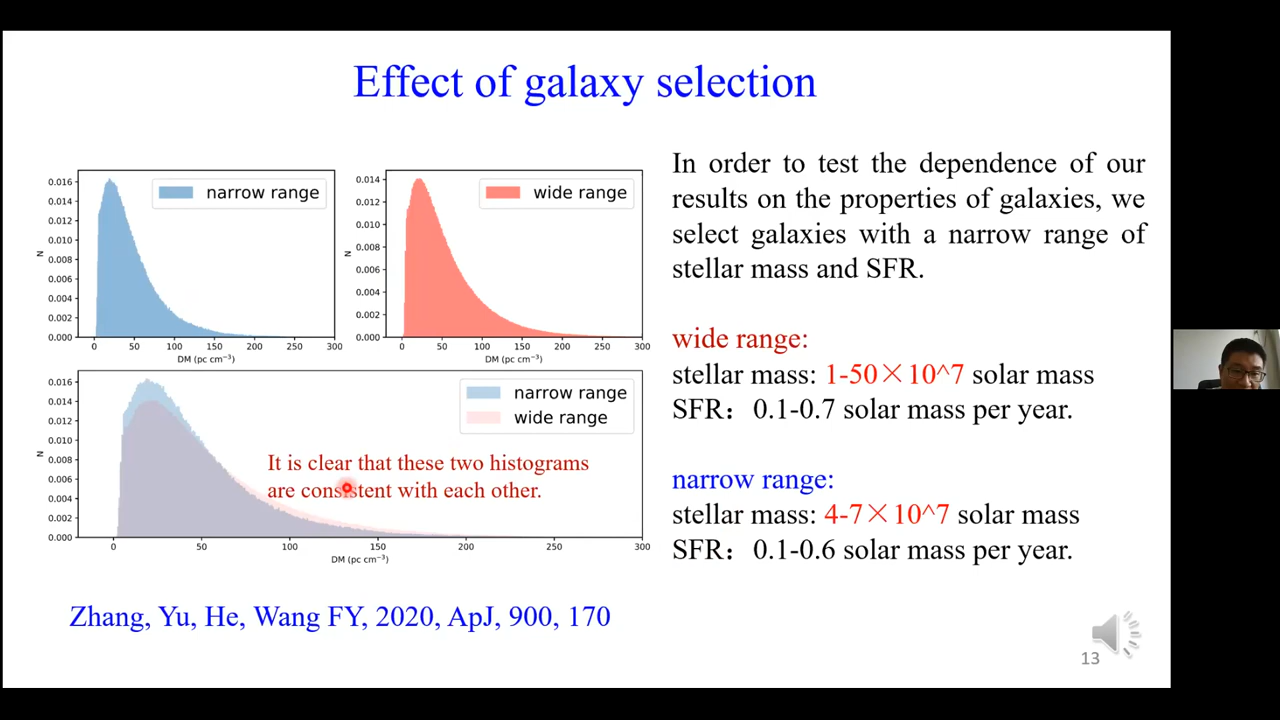 Effect of galaxy selection
0.016
0.014
0.012
0.010
0.008
0.006
0.004
0.002
0.000
N
narrow range
0 50 100 150 200 250 300
DM (pc cm⁻³)
0.014
0.012
0.010
0.008
0.006
0.004
0.002
0.000
N
wide range
0 50 100 150 200 250 300
DM (pc cm⁻³)
0.016
0.014
0.012
0.010
0.008
0.006
0.004
0.002
0.000
N
narrow range
wide range
It is clear that these two histograms
are consistent with each other.
0 50 100 150 200 250 300
DM (pc cm⁻³)
Zhang, Yu, He, Wang FY, 2020, ApJ, 900, 170
In order to test the dependence of our
results on the properties of galaxies, we
select galaxies with a narrow range of
stellar mass and SFR.
wide range:
stellar mass: 1-50×10^7 solar mass
SFR：0.1-0.7 solar mass per year.
narrow range:
stellar mass: 4-7×10^7 solar mass
SFR：0.1-0.6 solar mass per year.
13